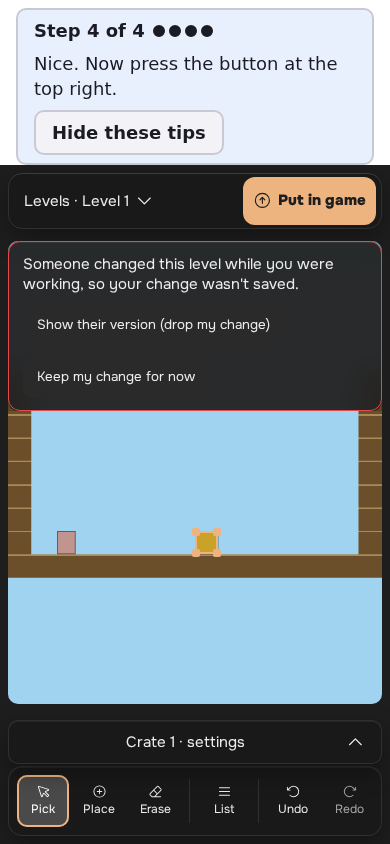 Step 4 of 4
Nice. Now press the button at the
top right.
Hide these tips
Levels · Level 1
Put in game
Someone changed this level while you were
working, so your change wasn't saved.
Show their version (drop my change)
Keep my change for now
Crate 1 · settings
Pick
Place
Erase
List
Undo
Redo